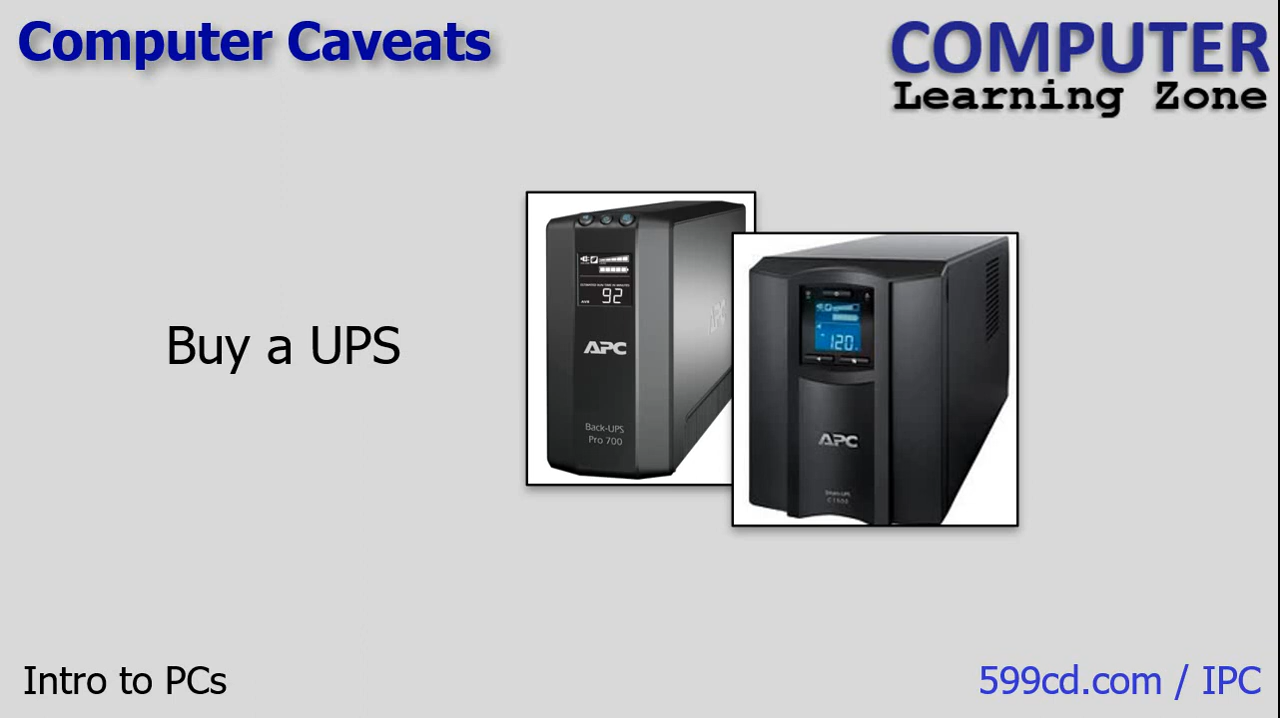 Computer Caveats
COMPUTER
Learning Zone
Buy a UPS
92
APC
Back-UPS
Pro 700
120
APC
Intro to PCs
599cd.com / IPC